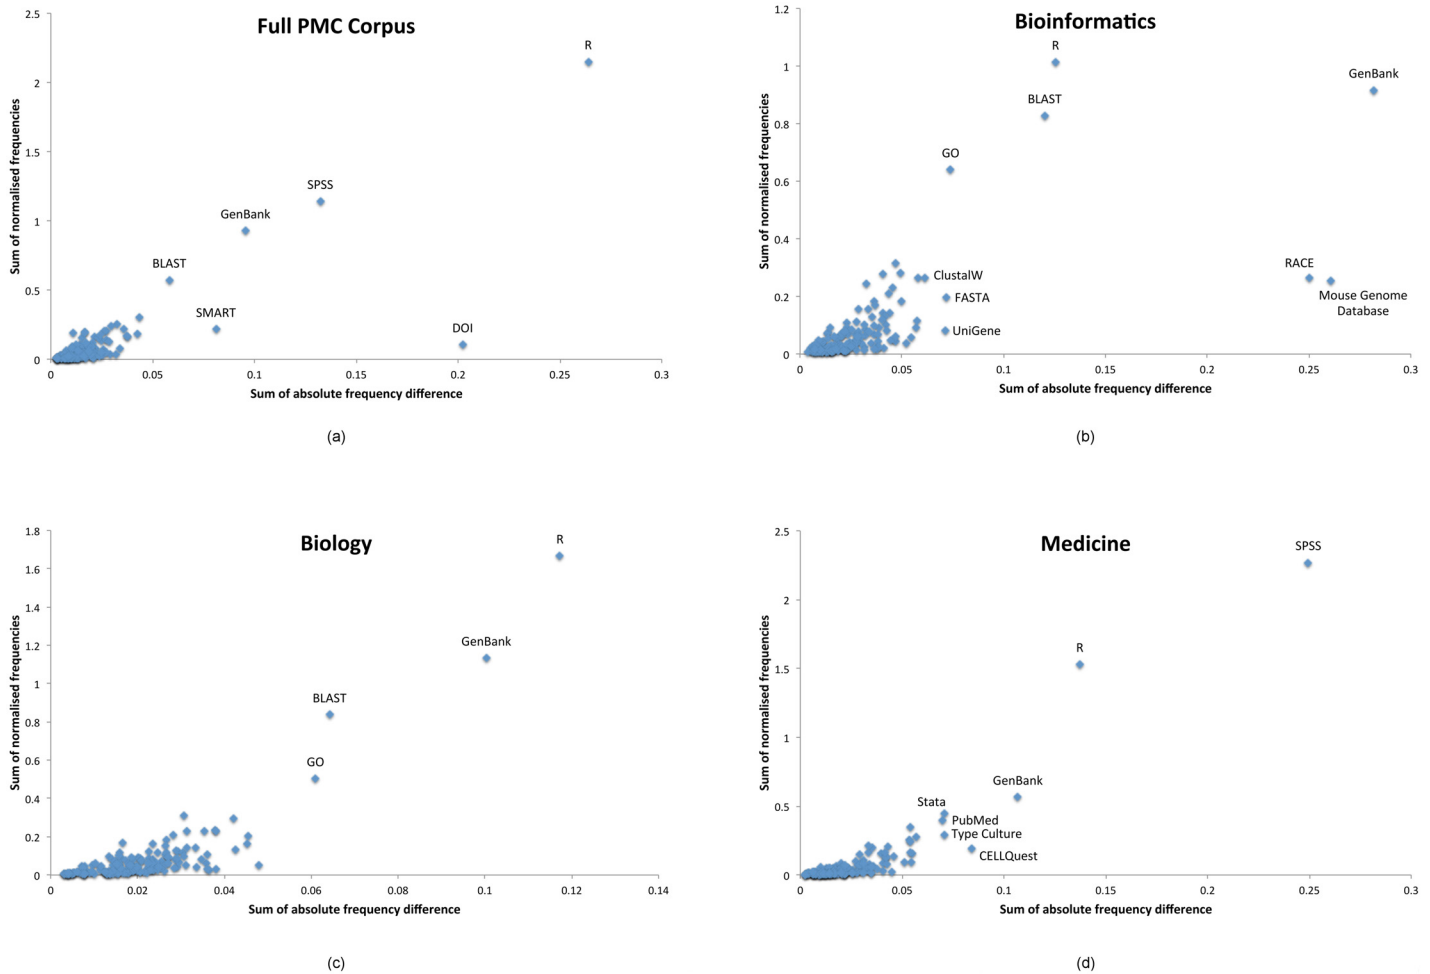 Full PMC Corpus
2.5
2
1.5
1
0.5
0
Sum of normalised frequencies
R
SPSS
GenBank
BLAST
SMART
DOI
0 0.05 0.1 0.15 0.2 0.25 0.3
Sum of absolute frequency difference
(a)
Bioinformatics
1.2
1
0.8
0.6
0.4
0.2
0
Sum of normalised frequencies
R
GenBank
BLAST
GO
RACE
ClustalW
FASTA
Mouse Genome
Database
UniGene
0 0.05 0.1 0.15 0.2 0.25 0.3
Sum of absolute frequency difference
(b)
Biology
1.8
1.6
1.4
1.2
1
0.8
0.6
0.4
0.2
0
Sum of normalised frequencies
R
GenBank
BLAST
GO
0 0.02 0.04 0.06 0.08 0.1 0.12 0.14
Sum of absolute frequency difference
(c)
Medicine
2.5
2
1.5
1
0.5
0
Sum of normalised frequencies
SPSS
R
GenBank
Stata
PubMed
Type Culture
CELLQuest
0 0.05 0.1 0.15 0.2 0.25 0.3
Sum of absolute frequency difference
(d)